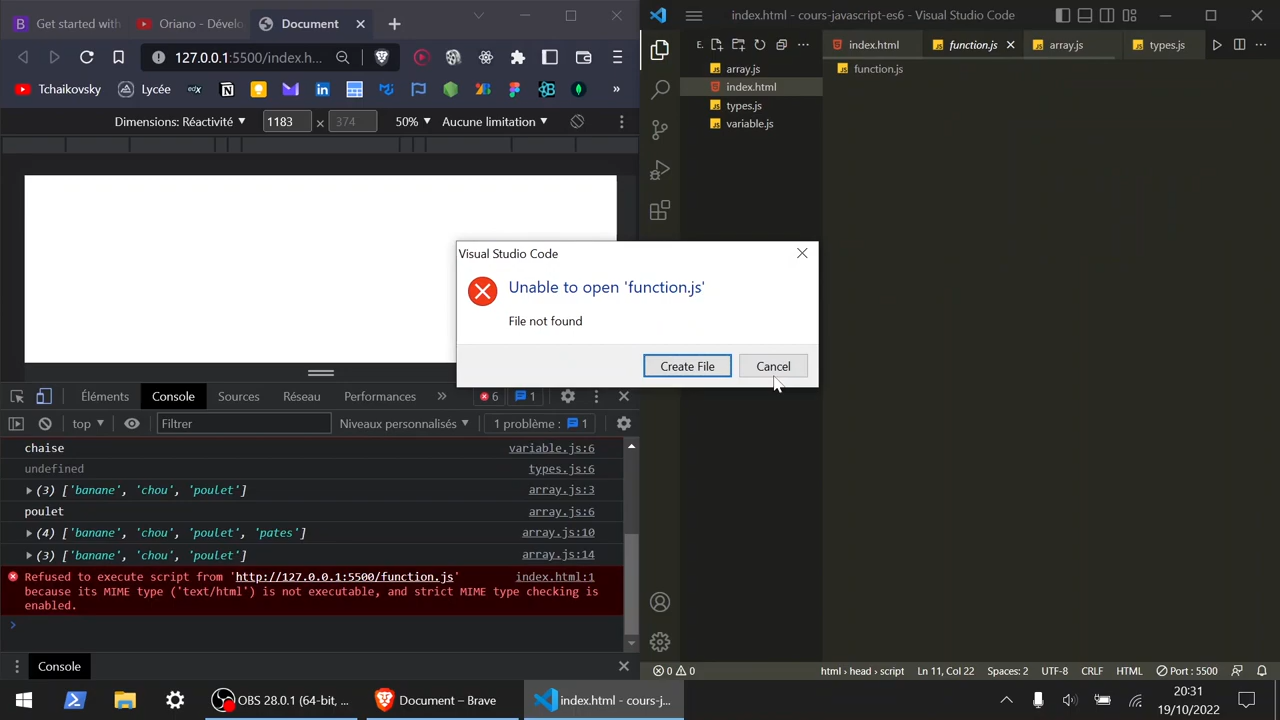 Get started with
Oriano - Dévelo
Document
127.0.0.1:5500/index.h...
Tchaikovsky
Lycée
»
Dimensions: Réactivité
1183
×
374
50%
Aucune limitation
Éléments
Console
Sources
Réseau
Performances
»
6
1
top
Filtrer
Niveaux personnalisés
1 problème:
1
chaise
variable.js:6
undefined
types.js:6
(3) ['banane', 'chou', 'poulet']
array.js:3
poulet
array.js:6
(4) ['banane', 'chou', 'poulet', 'pates']
array.js:10
(3) ['banane', 'chou', 'poulet']
array.js:14
Refused to execute script from 'http://127.0.0.1:5500/function.js'
index.html:1
because its MIME type ('text/html') is not executable, and strict MIME type checking is
enabled.
Console
index.html - cours-javascript-es6 - Visual Studio Code
E.
index.html
function.js
array.js
types.js
array.js
index.html
types.js
variable.js
function.js
Visual Studio Code
Unable to open 'function.js'
File not found
Create File
Cancel
0
0
html › head › script
Ln 11, Col 22
Spaces: 2
UTF-8
CRLF
HTML
Port : 5500
OBS 28.0.1 (64-bit, ...
Document – Brave
index.html - cours-j...
20:31
19/10/2022